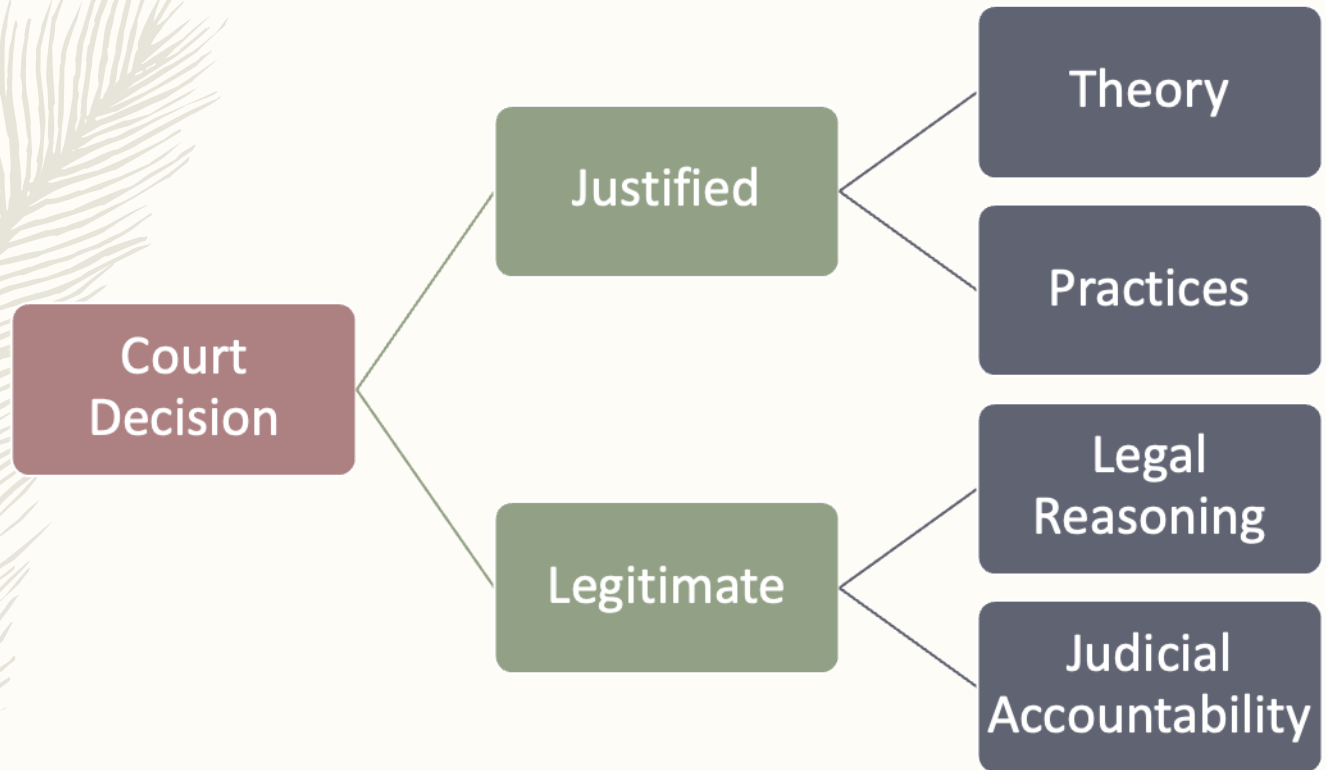 Court
Decision
Justified
Legitimate
Theory
Practices
Legal
Reasoning
Judicial
Accountability